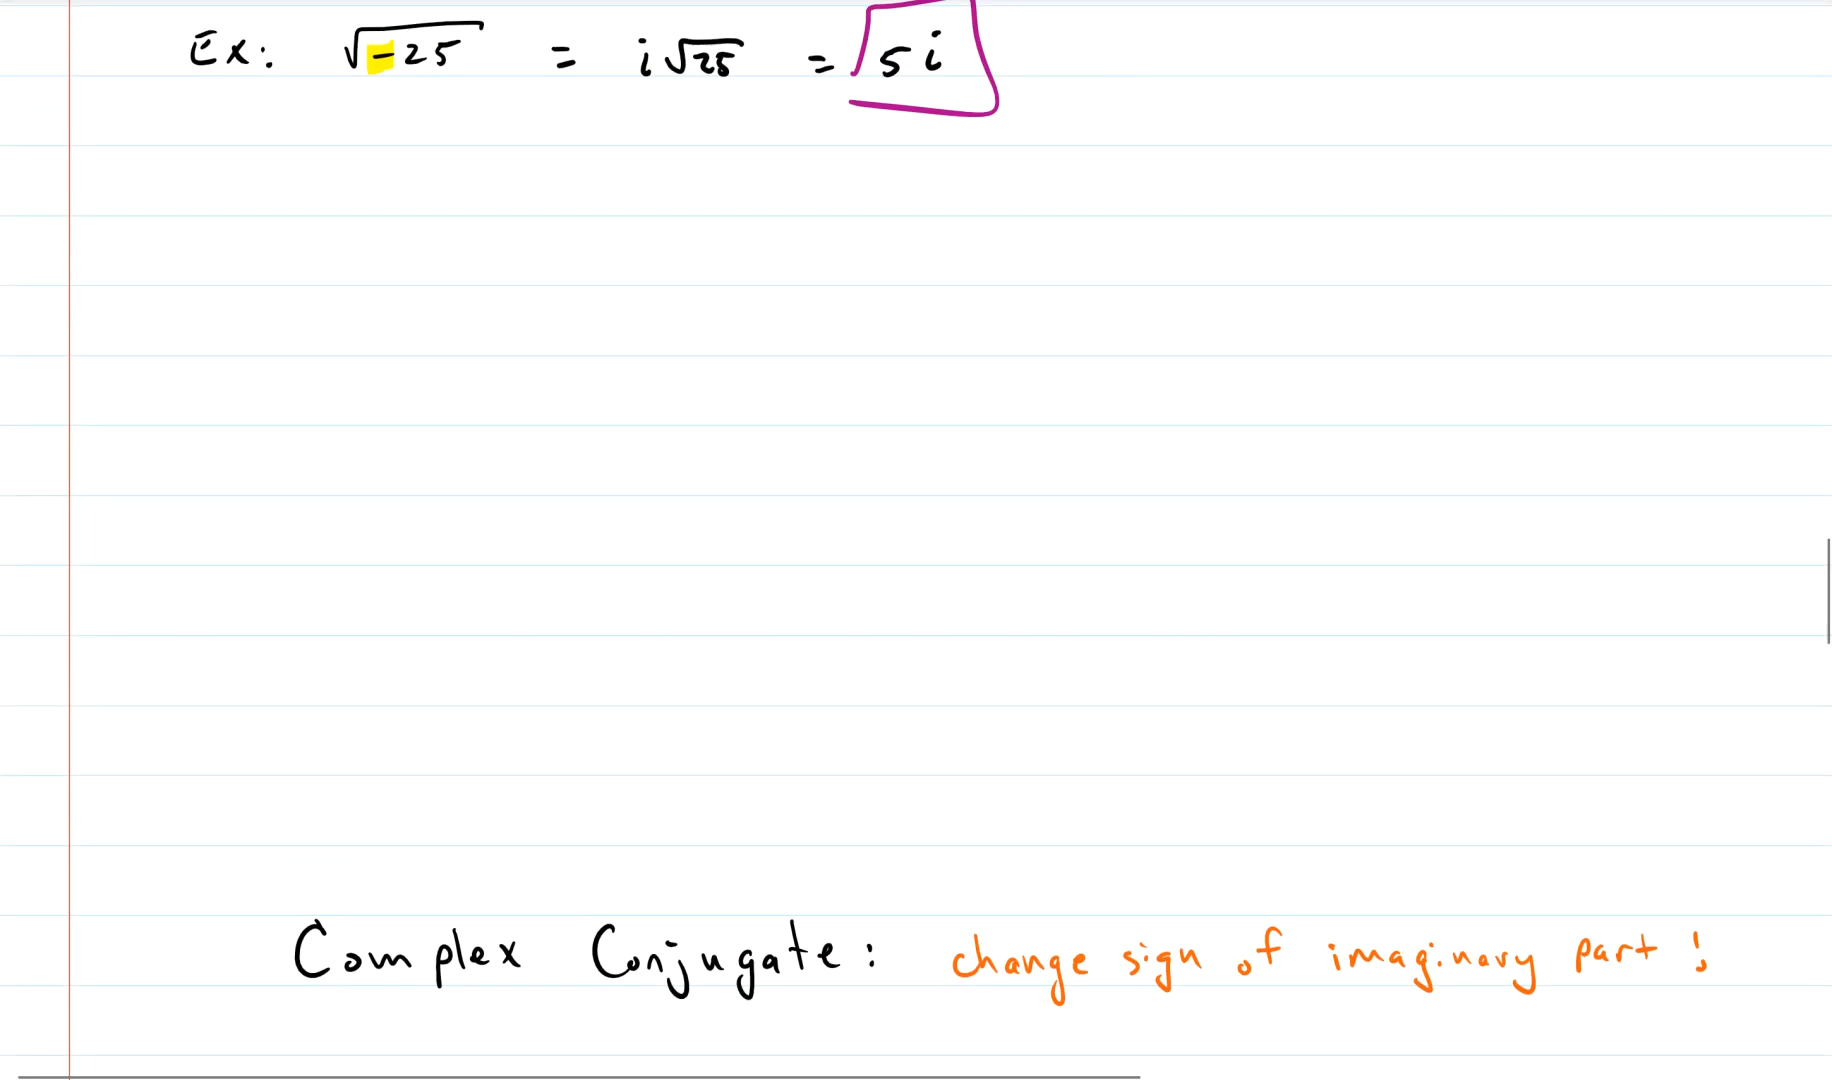 Ex: √-25 = i√25 = 5i
Complex Conjugate: change sign of imaginary part!